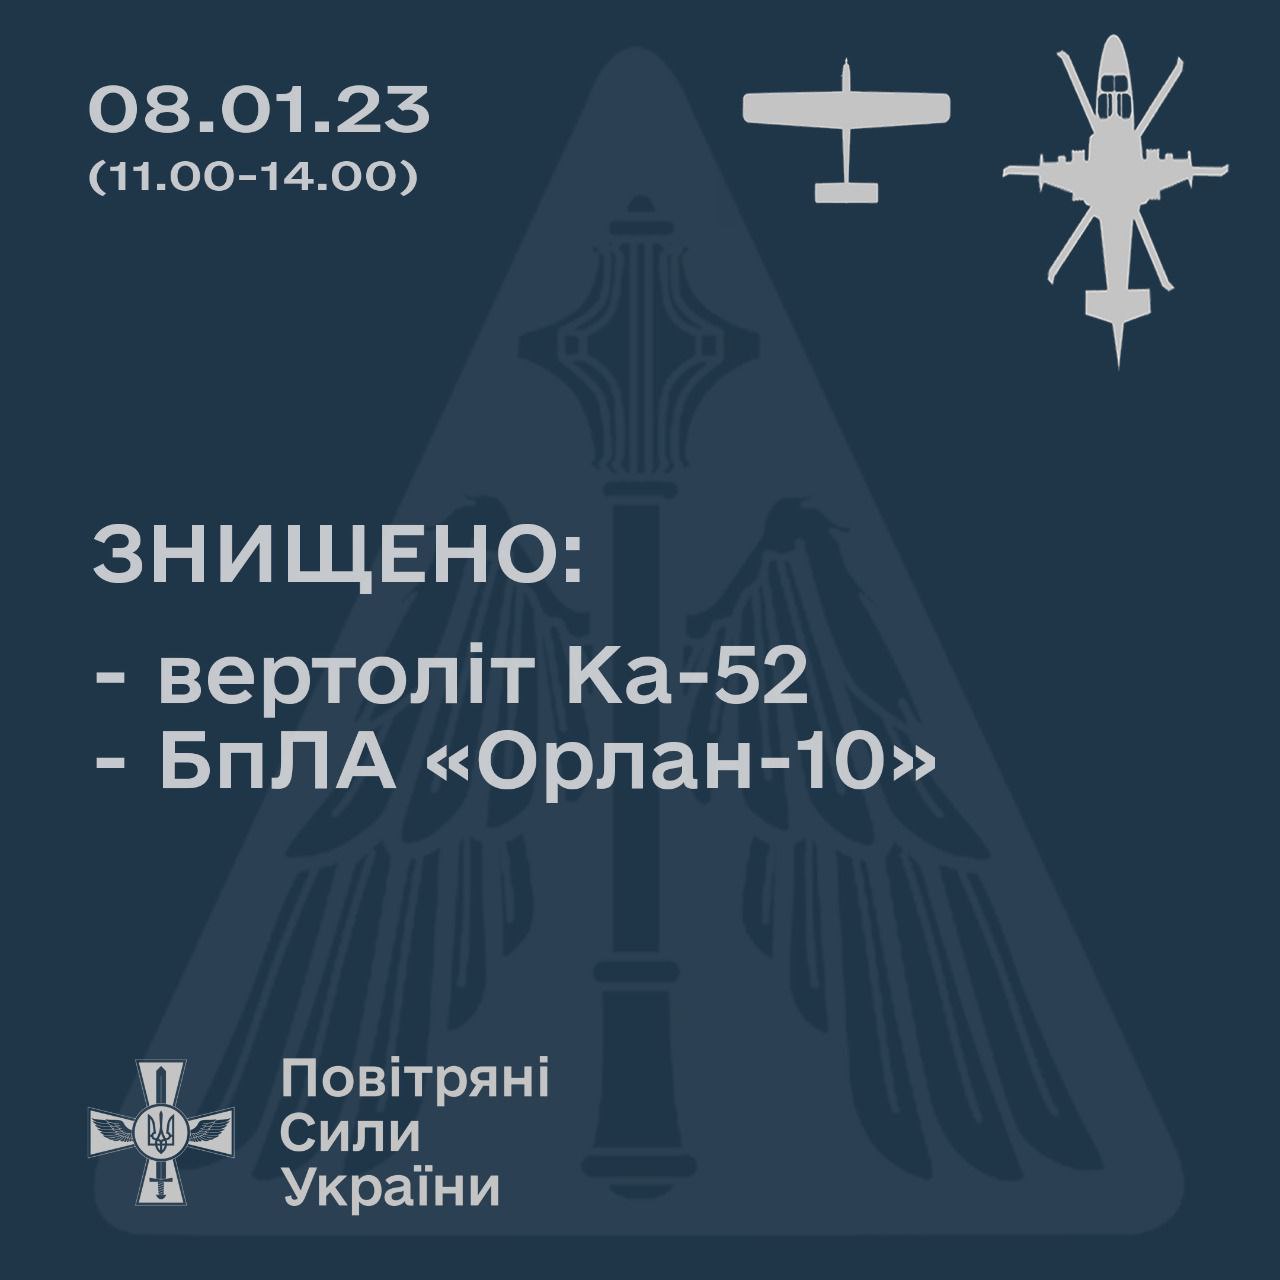 08.01.23
(11.00-14.00)
ЗНИЩЕНО:
- вертоліт Ка-52
- БпЛА «Орлан-10»
Повітряні
Сили
України